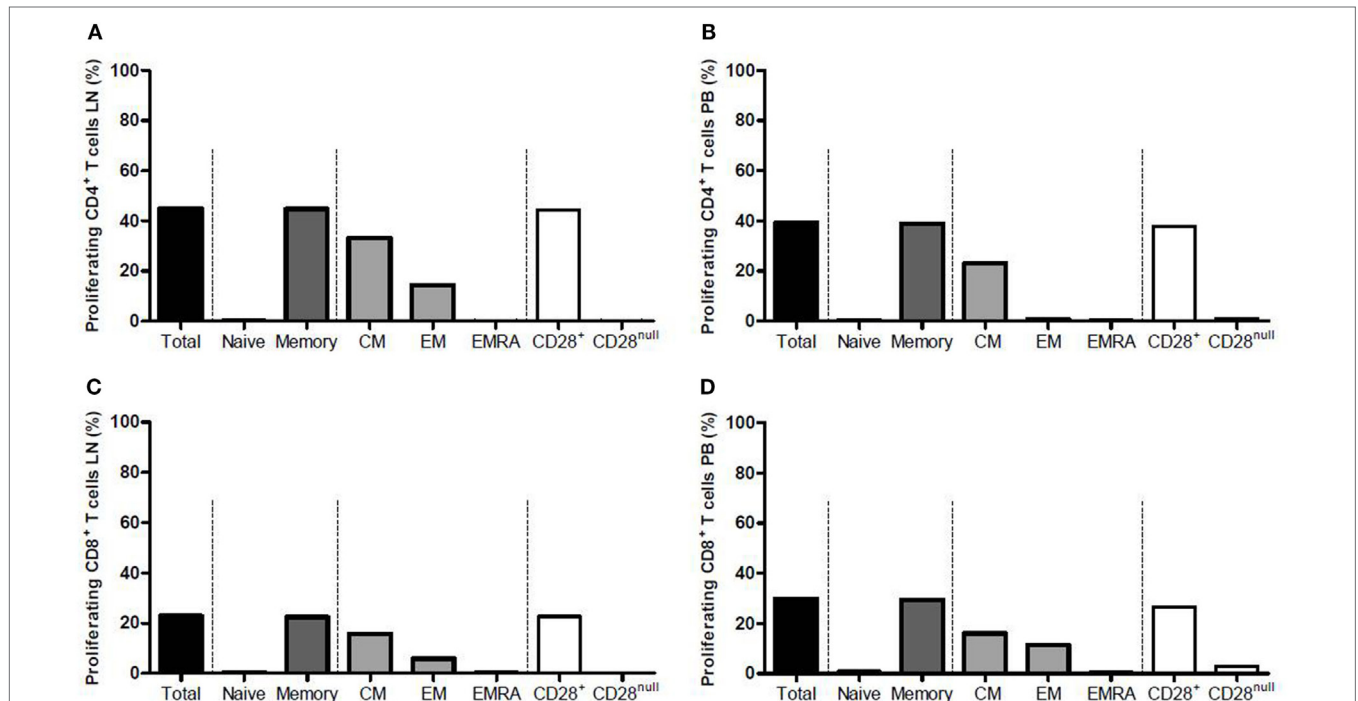 A
Proliferating CD4⁺ T cells LN (%)
100
80
60
40
20
0
Total Naive Memory CM EM EMRA CD28⁺ CD28ⁿᵘˡˡ
B
Proliferating CD4⁺ T cells PB (%)
100
80
60
40
20
0
Total Naive Memory CM EM EMRA CD28⁺ CD28ⁿᵘˡˡ
C
Proliferating CD8⁺ T cells LN (%)
100
80
60
40
20
0
Total Naive Memory CM EM EMRA CD28⁺ CD28ⁿᵘˡˡ
D
Proliferating CD8⁺ T cells PB (%)
100
80
60
40
20
0
Total Naive Memory CM EM EMRA CD28⁺ CD28ⁿᵘˡˡ